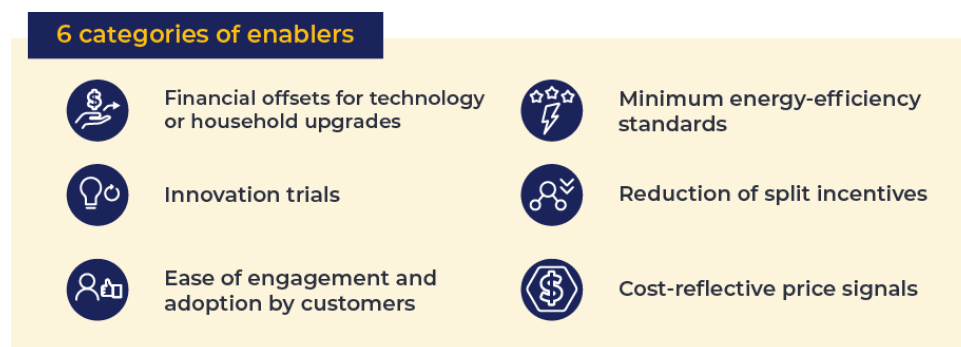 6 categories of enablers
Financial offsets for technology
or household upgrades
Innovation trials
Ease of engagement and
adoption by customers
Minimum energy-efficiency
standards
Reduction of split incentives
Cost-reflective price signals